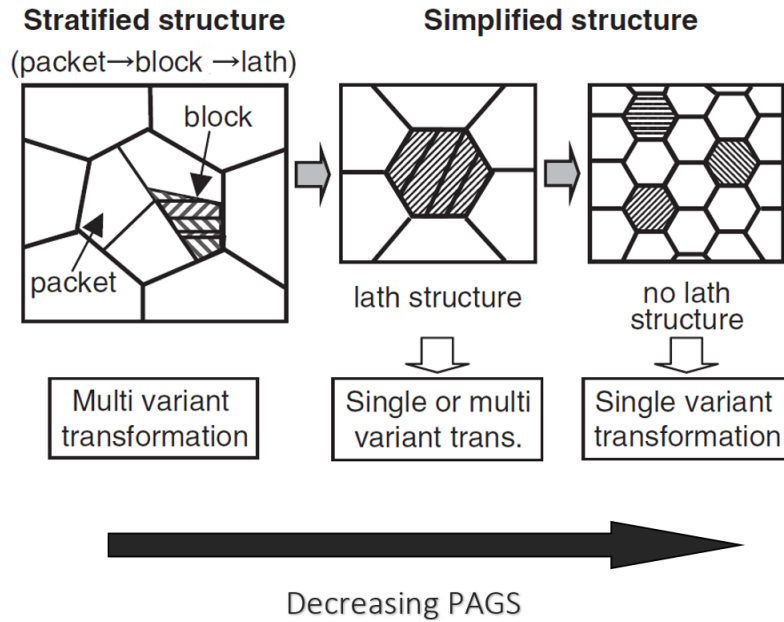 Stratified structure
(packet→block →lath)
Simplified structure
block
packet
lath structure
no lath
structure
Multi variant
transformation
Single or multi
variant trans.
Single variant
transformation
Decreasing PAGS